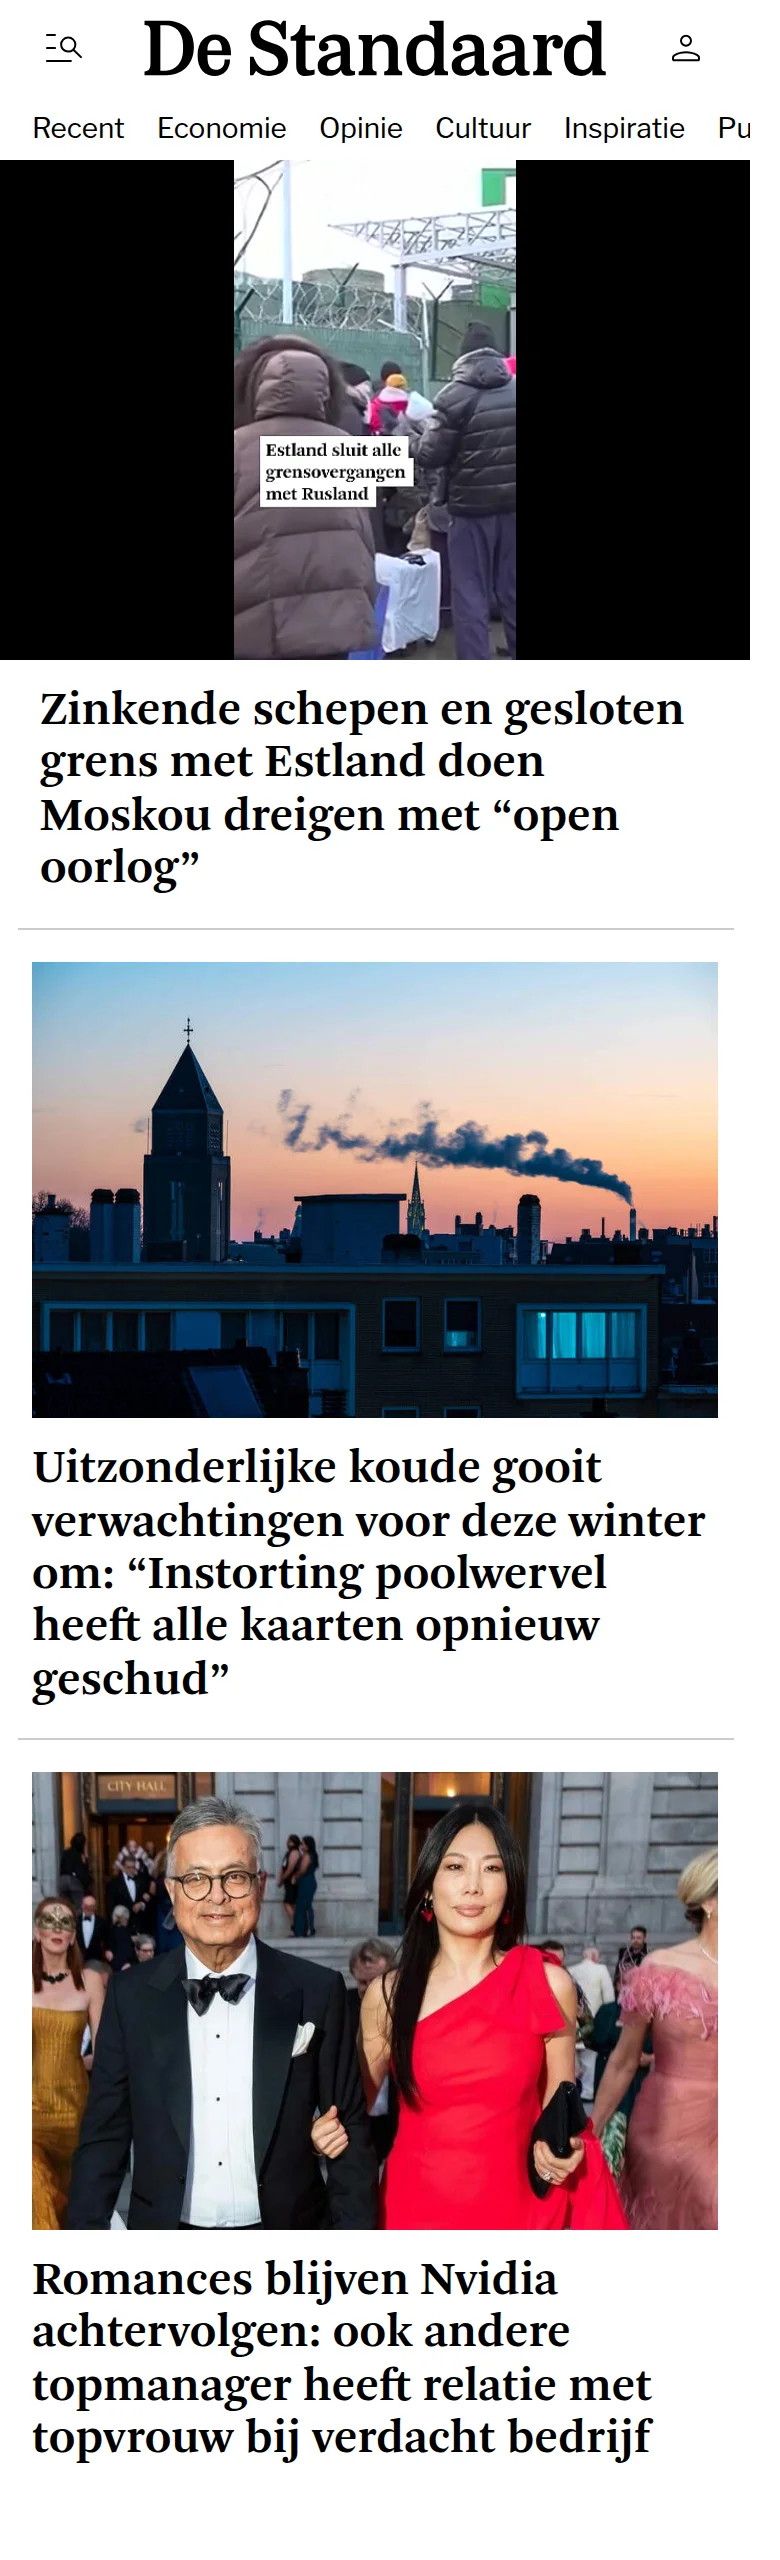 De Standaard
Recent Economie Opinie Cultuur Inspiratie Pu
Estland sluit alle
grensovergangen
met Rusland
Zinkende schepen en gesloten
grens met Estland doen
Moskou dreigen met “open
oorlog”
Uitzonderlijke koude gooit
verwachtingen voor deze winter
om: “Instorting poolwervel
heeft alle kaarten opnieuw
geschud”
CITY HALL
Romances blijven Nvidia
achtervolgen: ook andere
topmanager heeft relatie met
topvrouw bij verdacht bedrijf